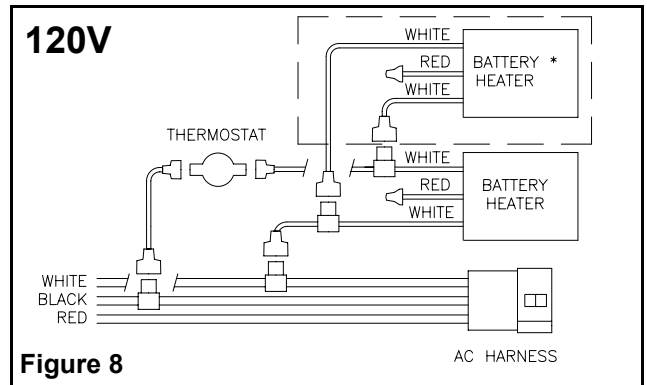 120V
WHITE
RED
WHITE
BATTERY *
HEATER
THERMOSTAT
WHITE
RED
WHITE
BATTERY
HEATER
WHITE
BLACK
RED
AC HARNESS
Figure 8